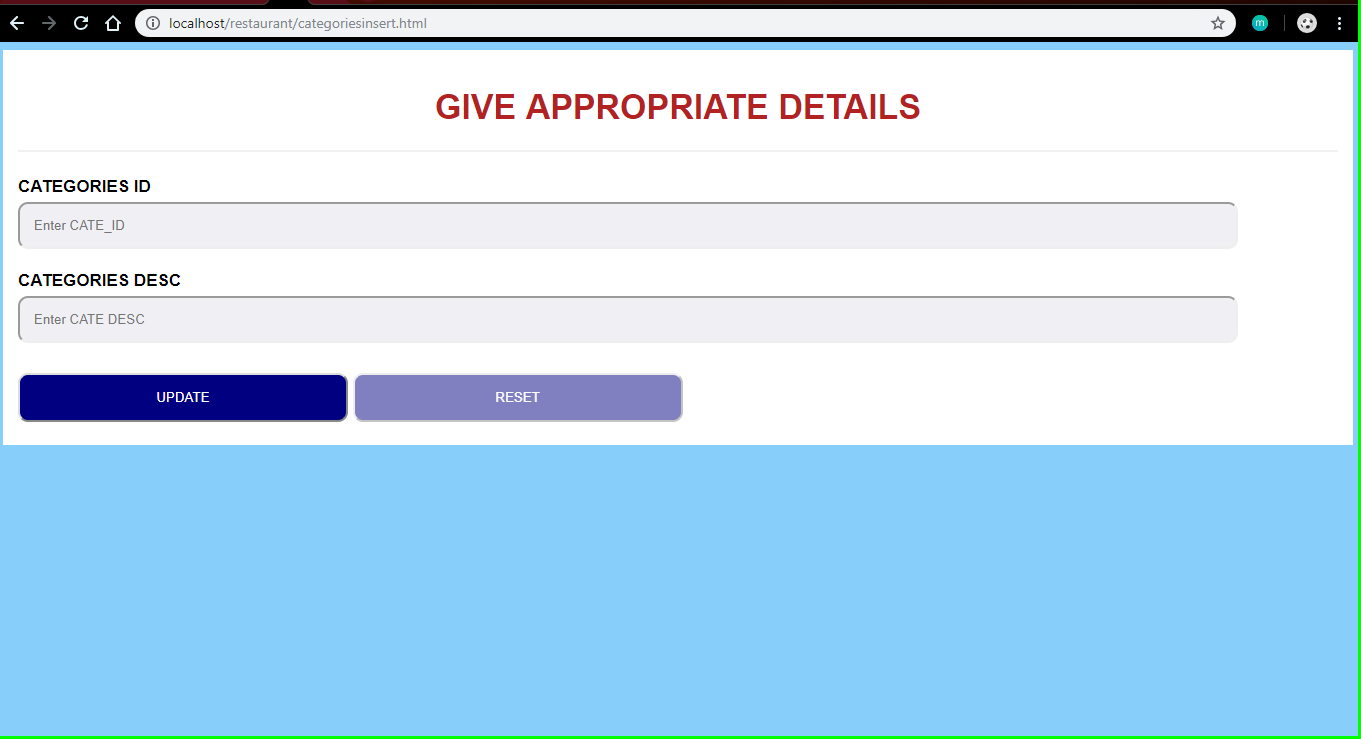 localhost/restaurant/categoriesinsert.html
m
GIVE APPROPRIATE DETAILS
CATEGORIES ID
Enter CATE_ID
CATEGORIES DESC
Enter CATE DESC
UPDATE RESET